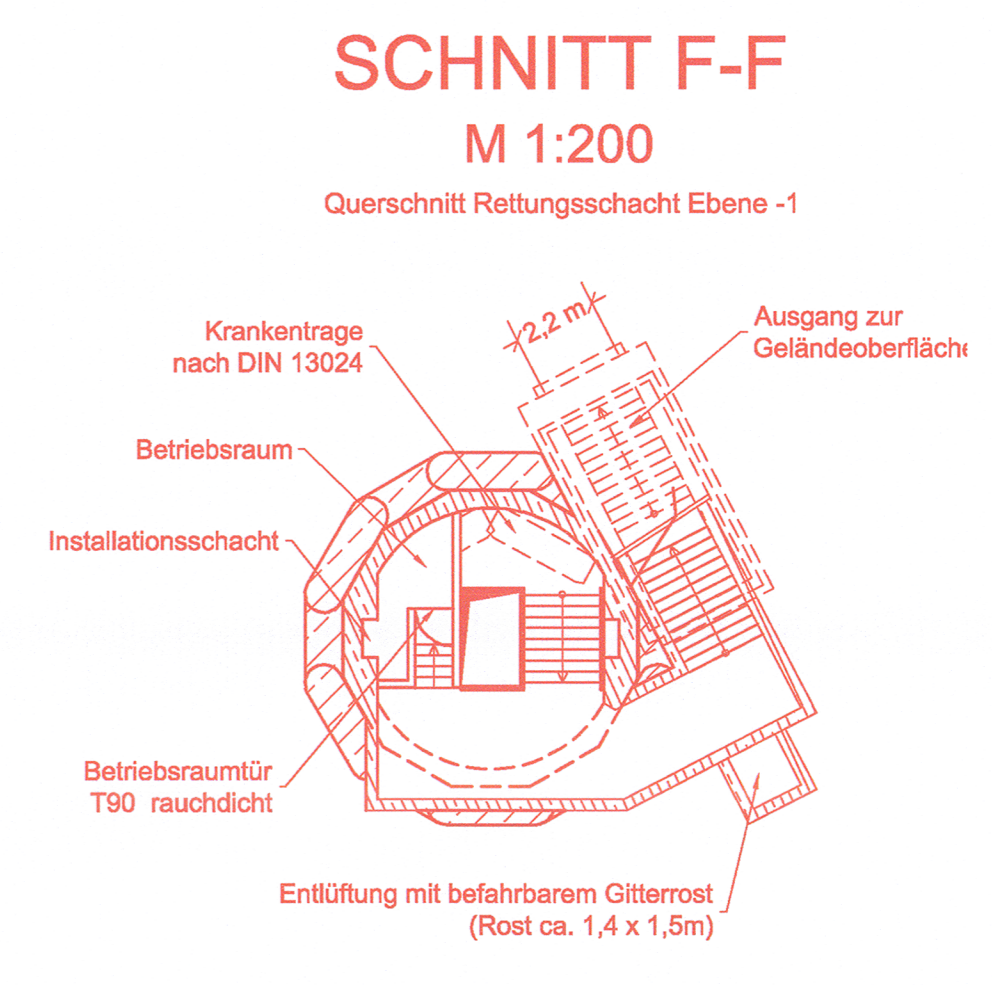 SCHNITT F-F
M 1:200
Querschnitt Rettungsschacht Ebene -1
2,2 m
Krankentrage
nach DIN 13024
Ausgang zur
Geländeoberfläche
Betriebsraum
Installationsschacht
Betriebsraumtür
T90 rauchdicht
Entlüftung mit befahrbarem Gitterrost
(Rost ca. 1,4 x 1,5m)